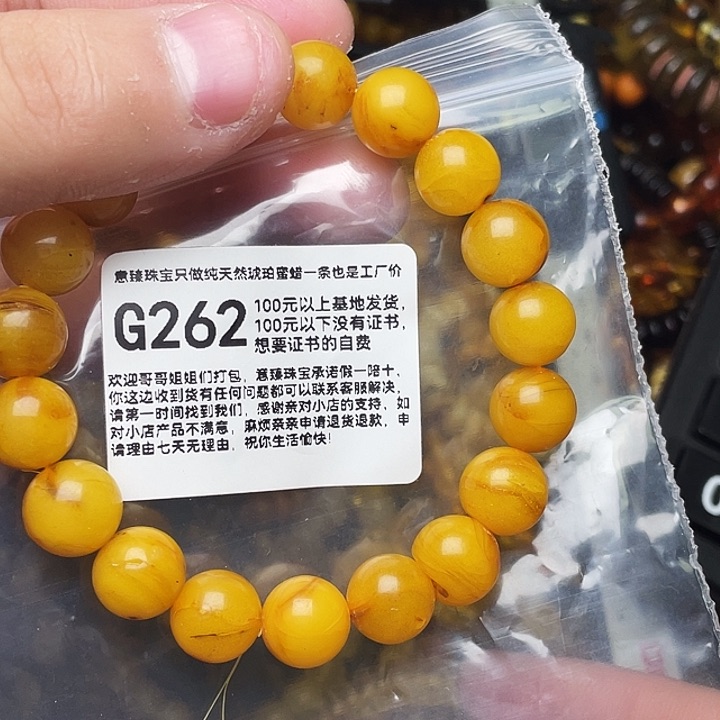 意臻珠宝只做纯天然琥珀蜜蜡一条也是工厂价
G262
100元以上基地发货,
100元以下没有证书,
想要证书的自费
欢迎哥哥姐姐们打包, 意臻珠宝承诺假一赔十、
你这边收到货有任何问题都可以联系客服解决,
请第一时间找到我们, 感谢亲对小店的支持、如
对小店产品不满意, 麻烦亲亲申请退货退款, 申
请理由七天无理由, 祝你生活愉快!